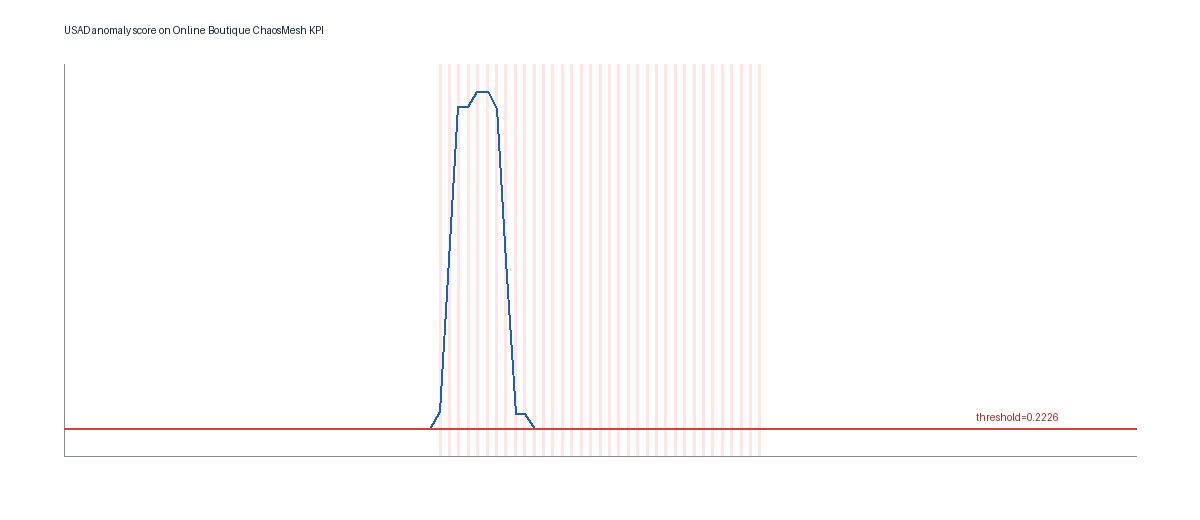 USAD anomaly score on Online Boutique ChaosMesh KPI
threshold=0.2226